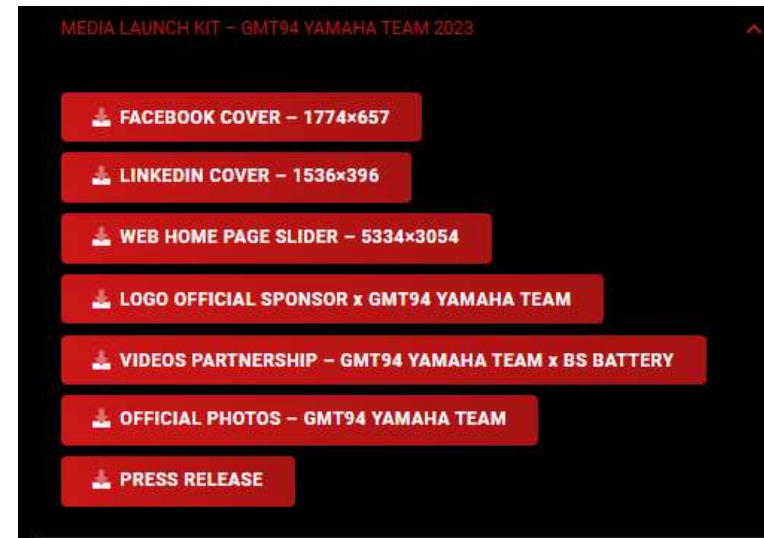 MEDIA LAUNCH KIT – GMT94 YAMAHA TEAM 2023
FACEBOOK COVER – 1774×657
LINKEDIN COVER – 1536×396
WEB HOME PAGE SLIDER – 5334×3054
LOGO OFFICIAL SPONSOR x GMT94 YAMAHA TEAM
VIDEOS PARTNERSHIP – GMT94 YAMAHA TEAM x BS BATTERY
OFFICIAL PHOTOS – GMT94 YAMAHA TEAM
PRESS RELEASE